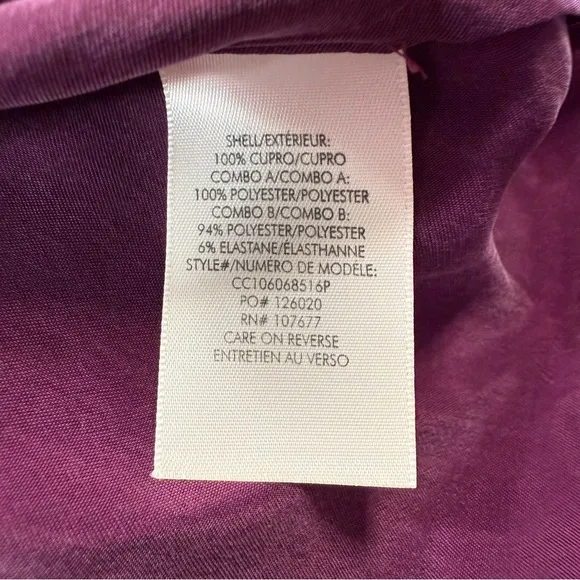 SHELL/EXTÉRIEUR:
100% CUPRO/CUPRO
COMBO A/COMBO A:
100% POLYESTER/POLYESTER
COMBO B/COMBO B:
94% POLYESTER/POLYESTER
6% ELASTANE/ÉLASTHANNE
STYLE#/NUMÉRO DE MODÈLE:
CC106068516P
PO# 126020
RN# 107677
CARE ON REVERSE
ENTRETIEN AU VERSO